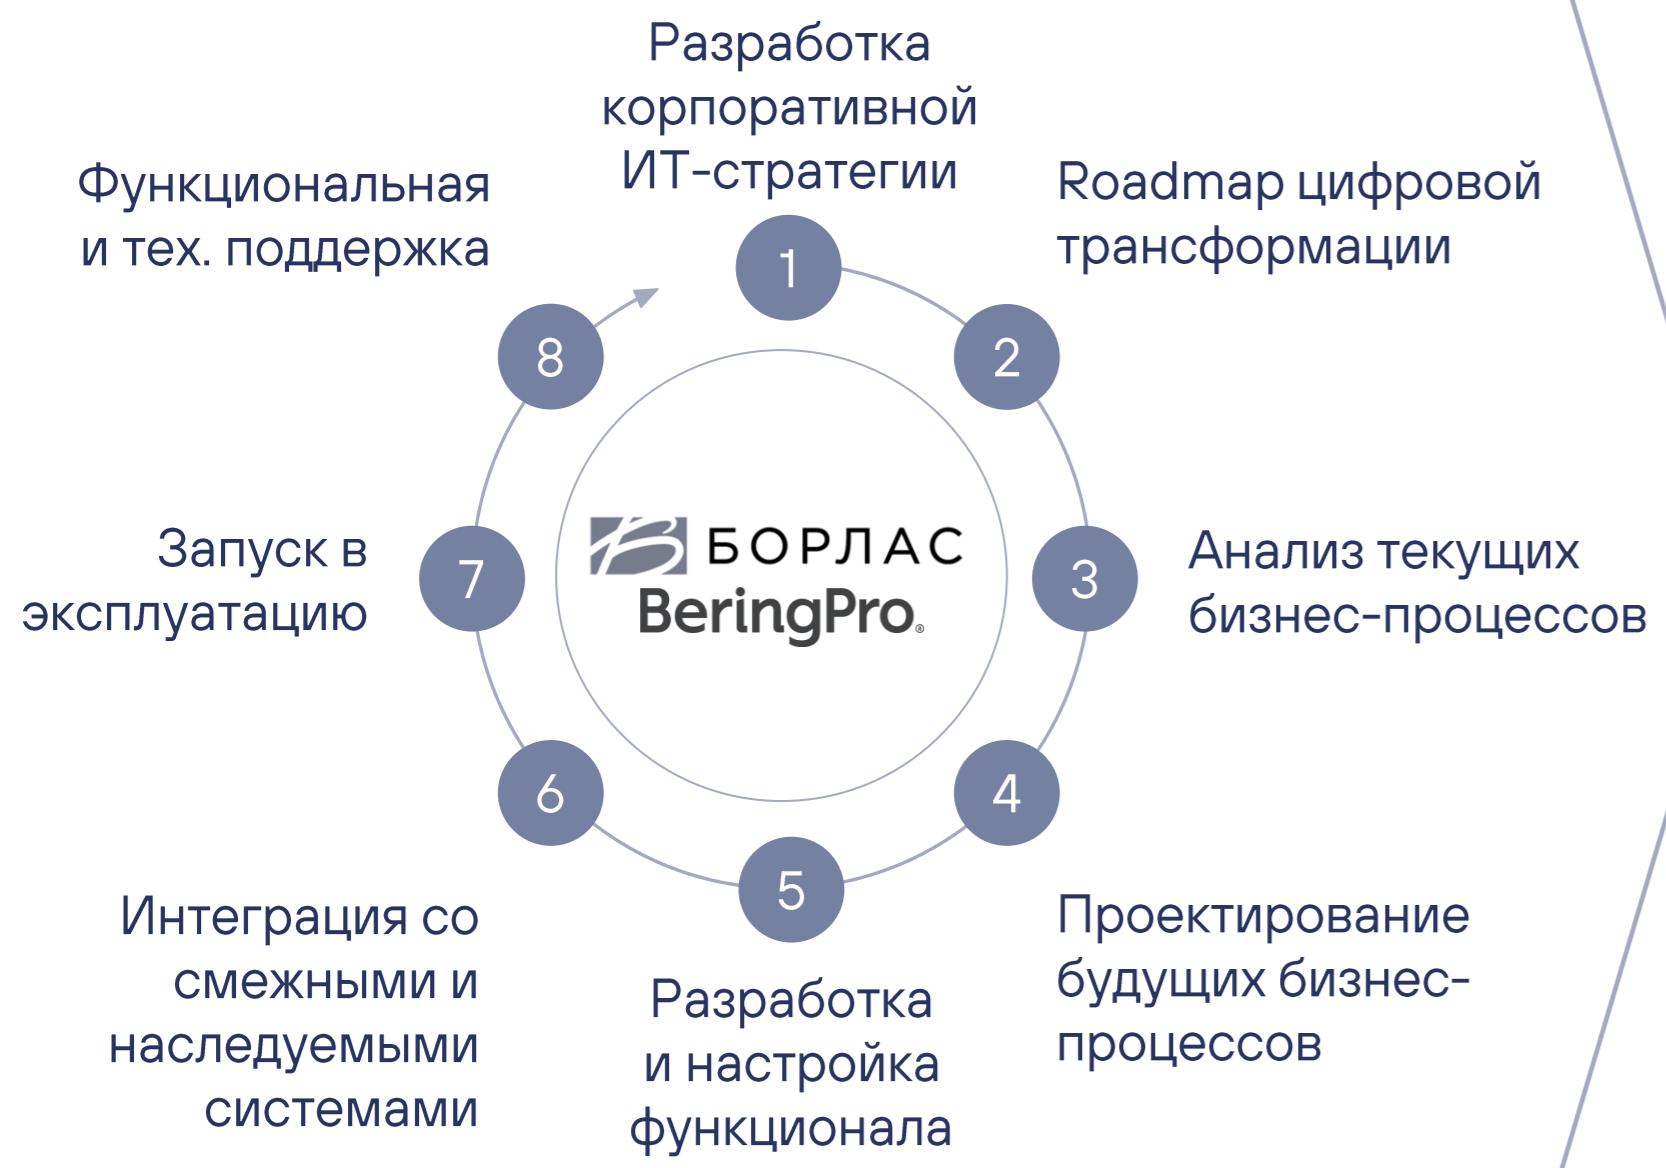 Разработка
корпоративной
ИТ-стратегии
1
Roadmap цифровой
трансформации
2
Анализ текущих
бизнес-процессов
3
Проектирование
будущих бизнес-
процессов
4
Разработка
и настройка
функционала
5
Интеграция со
смежными и
наследуемыми
системами
6
Запуск в
эксплуатацию
7
Функциональная
и тех. поддержка
8
БОРЛАС
BeringPro®